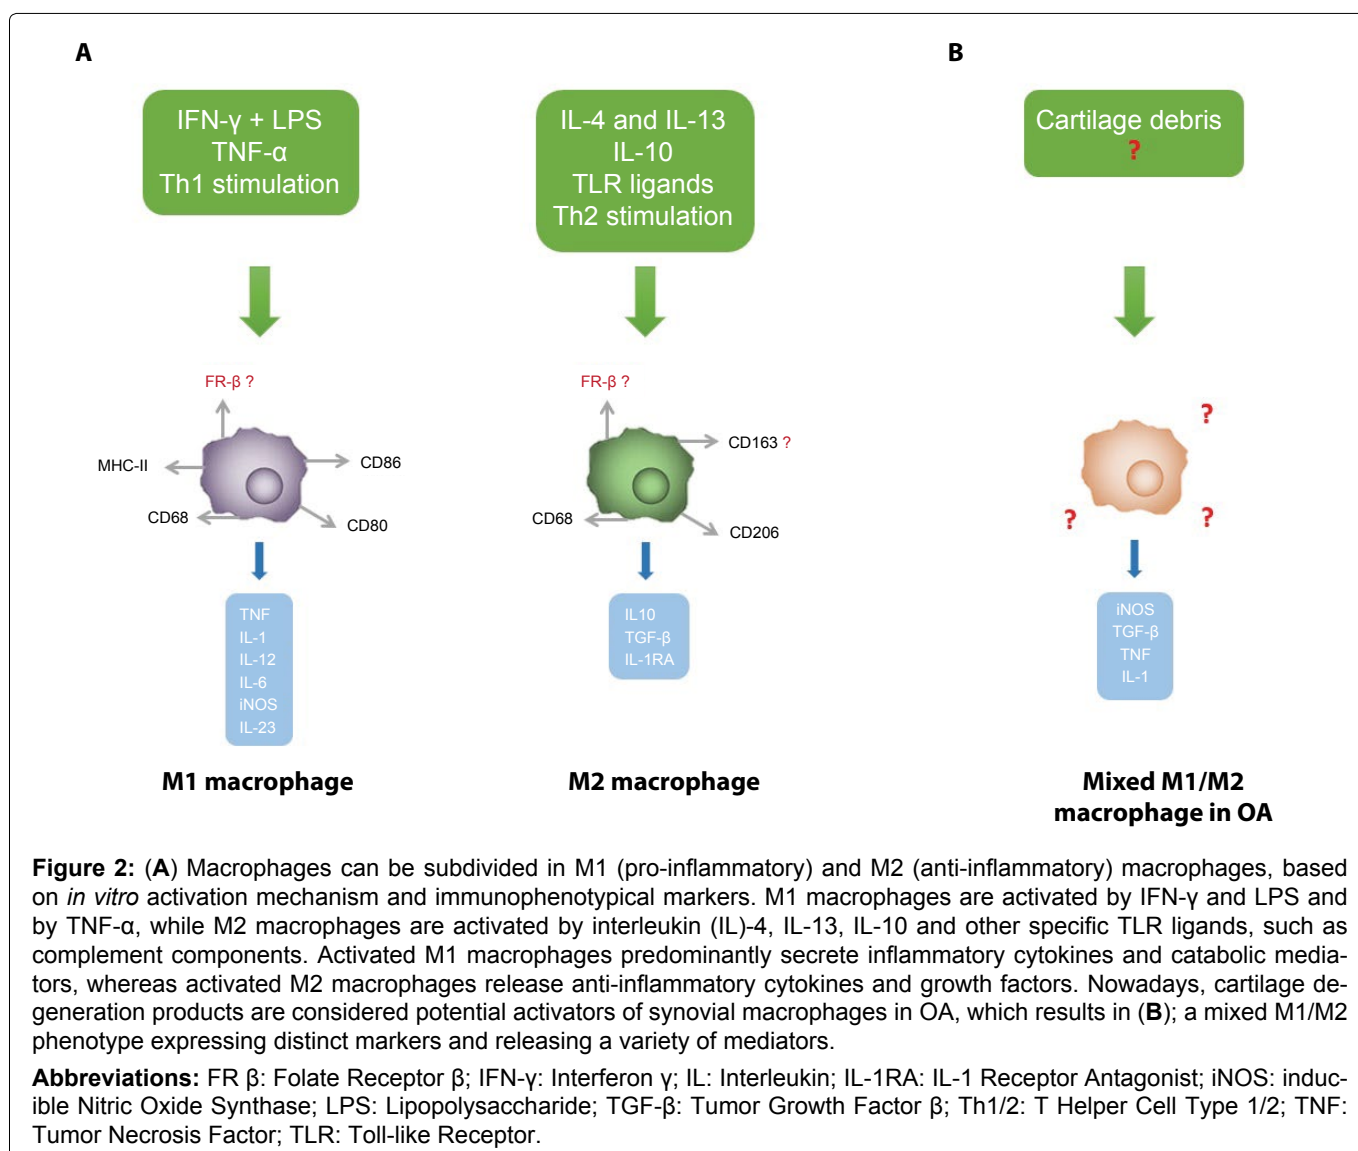 A
B
IFN-γ + LPS
TNF-α
Th1 stimulation
IL-4 and IL-13
IL-10
TLR ligands
Th2 stimulation
Cartilage debris
?
FR-β ?
MHC-II
CD86
CD68
CD80
FR-β ?
CD163 ?
CD68
CD206
?
?
?
TNF
IL-1
IL-12
IL-6
iNOS
IL-23
IL10
TGF-β
IL-1RA
iNOS
TGF-β
TNF
IL-1
M1 macrophage
M2 macrophage
Mixed M1/M2
macrophage in OA
Figure 2: (A) Macrophages can be subdivided in M1 (pro-inflammatory) and M2 (anti-inflammatory) macrophages, based
on in vitro activation mechanism and immunophenotypical markers. M1 macrophages are activated by IFN-γ and LPS and
by TNF-α, while M2 macrophages are activated by interleukin (IL)-4, IL-13, IL-10 and other specific TLR ligands, such as
complement components. Activated M1 macrophages predominantly secrete inflammatory cytokines and catabolic media-
tors, whereas activated M2 macrophages release anti-inflammatory cytokines and growth factors. Nowadays, cartilage de-
generation products are considered potential activators of synovial macrophages in OA, which results in (B); a mixed M1/M2
phenotype expressing distinct markers and releasing a variety of mediators.
Abbreviations: FR β: Folate Receptor β; IFN-γ: Interferon γ; IL: Interleukin; IL-1RA: IL-1 Receptor Antagonist; iNOS: induc-
ible Nitric Oxide Synthase; LPS: Lipopolysaccharide; TGF-β: Tumor Growth Factor β; Th1/2: T Helper Cell Type 1/2; TNF:
Tumor Necrosis Factor; TLR: Toll-like Receptor.